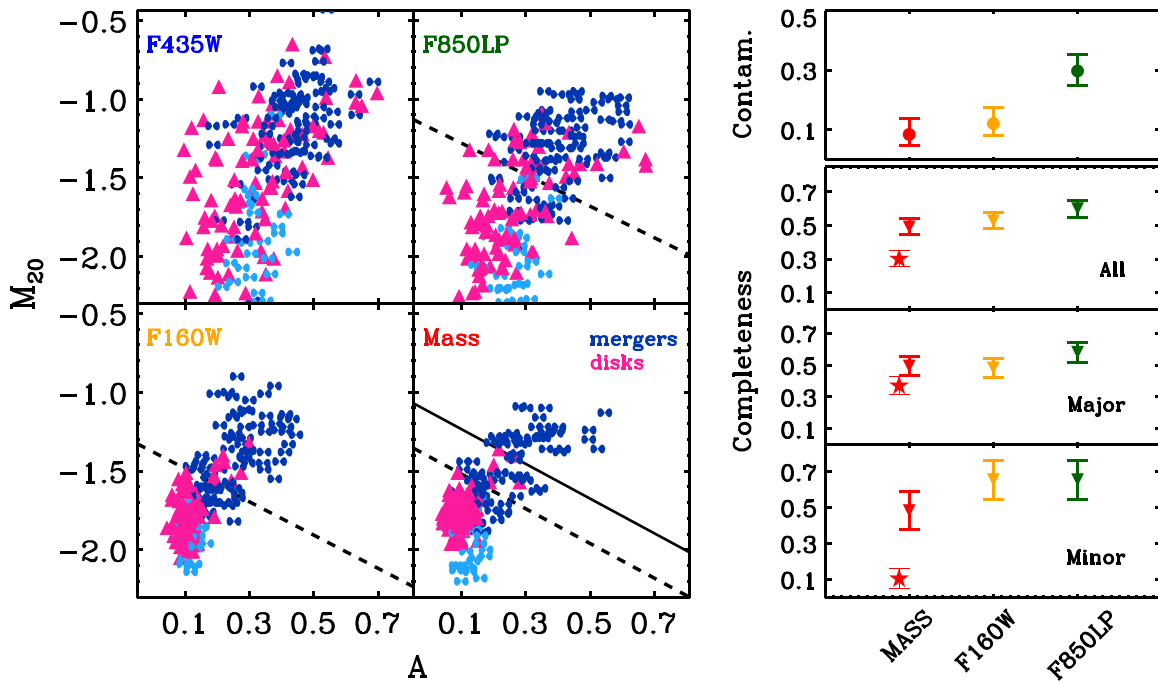 F435W
F850LP
F160W
Mass
mergers
disks
−0.5
−1.0
−1.5
−2.0
−0.5
−1.0
−1.5
−2.0
M20
0.1 0.3 0.5 0.7 0.1 0.3 0.5 0.7
A
0.5
0.3
0.1
Contam.
0.7
0.5
0.3
0.1
All
0.7
0.5
0.3
0.1
Major
0.7
0.5
0.3
0.1
Minor
Completeness
MASS
F160W
F850LP